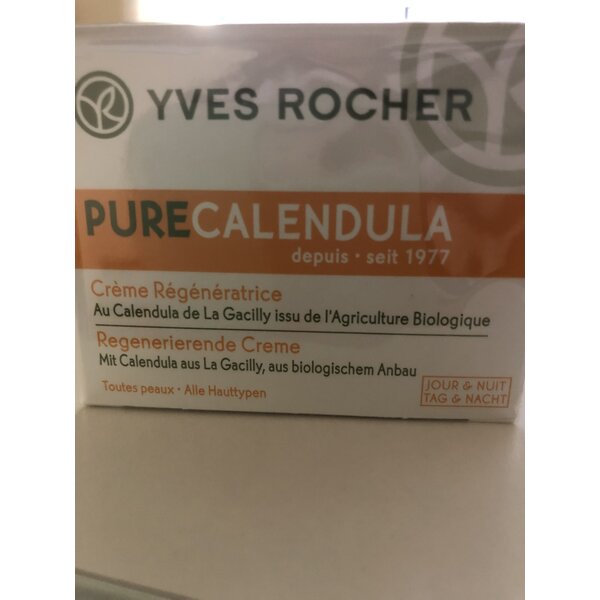 YVES ROCHER
PURECALENDULA
depuis · seit 1977
Crème Régénératrice
Au Calendula de La Gacilly issu de l'Agriculture Biologique
Regenerierende Creme
Mit Calendula aus La Gacilly, aus biologischem Anbau
Toutes peaux · Alle Hauttypen
JOUR & NUIT
TAG & NACHT